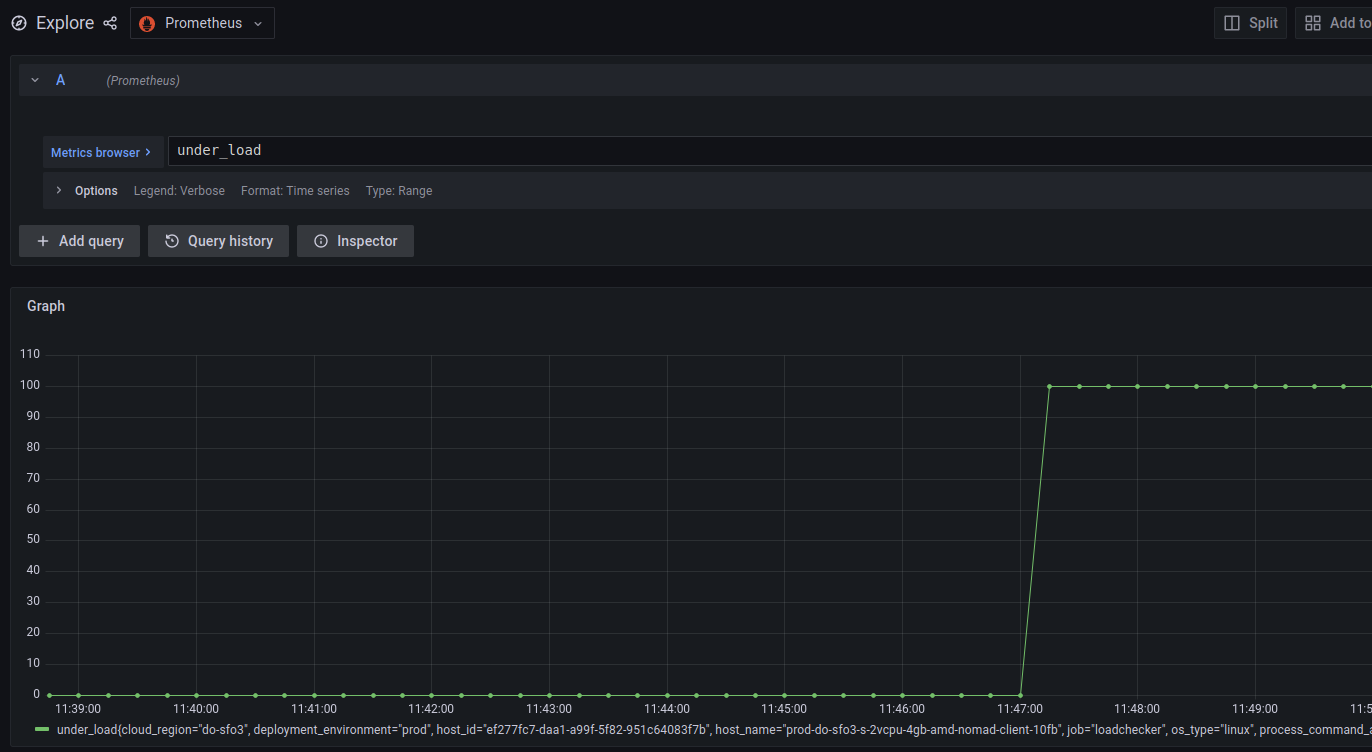 Explore Prometheus Split Add to
A (Prometheus)
Metrics browser > under_load
> Options Legend: Verbose Format: Time series Type: Range
+ Add query Query history Inspector
Graph
110
100
90
80
70
60
50
40
30
20
10
0
11:39:00 11:40:00 11:41:00 11:42:00 11:43:00 11:44:00 11:45:00 11:46:00 11:47:00 11:48:00 11:49:00 11:5
under_load{cloud_region="do-sfo3", deployment_environment="prod", host_id="ef277fc7-daa1-a99f-5f82-951c64083f7b", host_name="prod-do-sfo3-s-2vcpu-4gb-amd-nomad-client-10fb", job="loadchecker", os_type="linux", process_command_